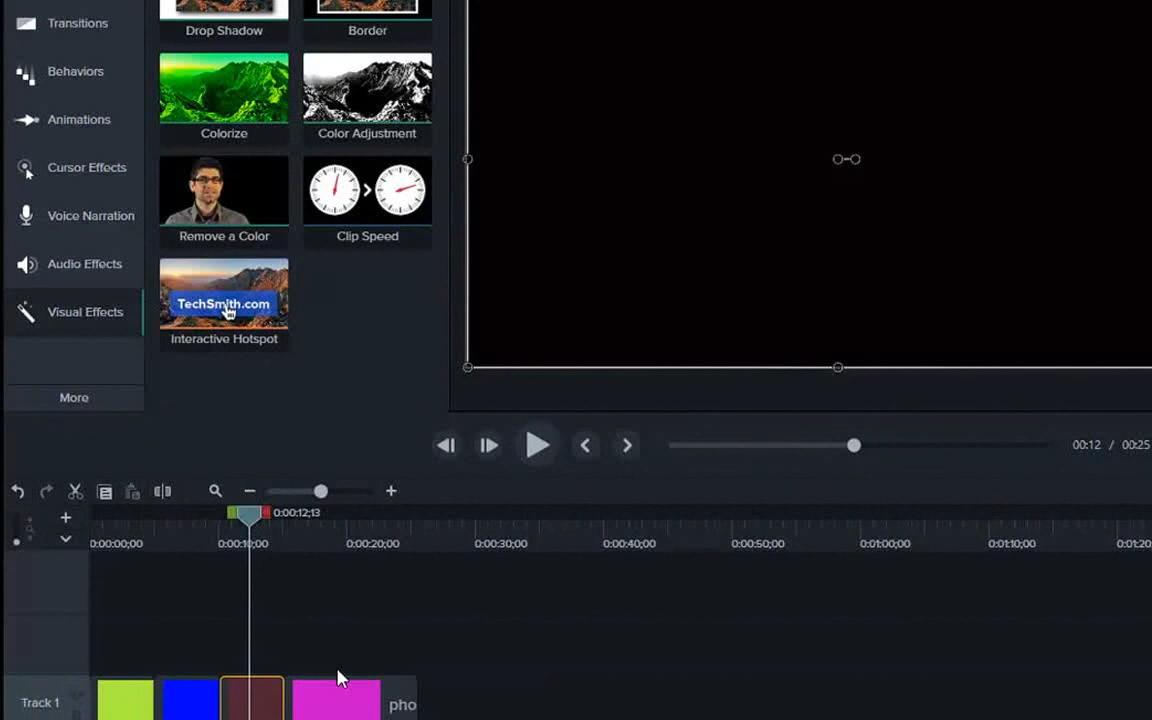 Transitions
Behaviors
Animations
Cursor Effects
Voice Narration
Audio Effects
Visual Effects
More
Drop Shadow
Border
Colorize
Color Adjustment
Remove a Color
Clip Speed
TechSmith.com
Interactive Hotspot
00:12 / 00:25
0:00:12;13
0:00:00;00 0:00:10;00 0:00:20;00 0:00:30;00 0:00:40;00 0:00:50;00 0:01:00;00 0:01:10;00 0:01:20
Track 1
pho